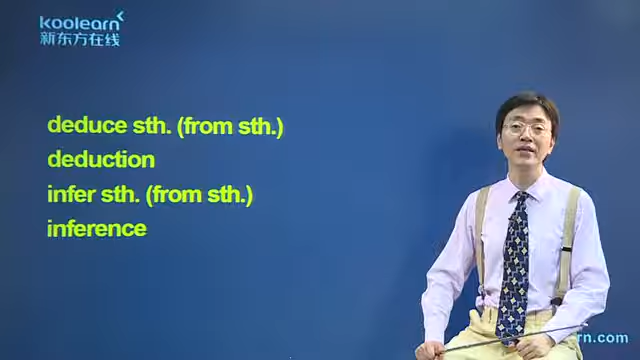 koolearn
新东方在线
deduce sth. (from sth.)
deduction
infer sth. (from sth.)
inference
rn.com